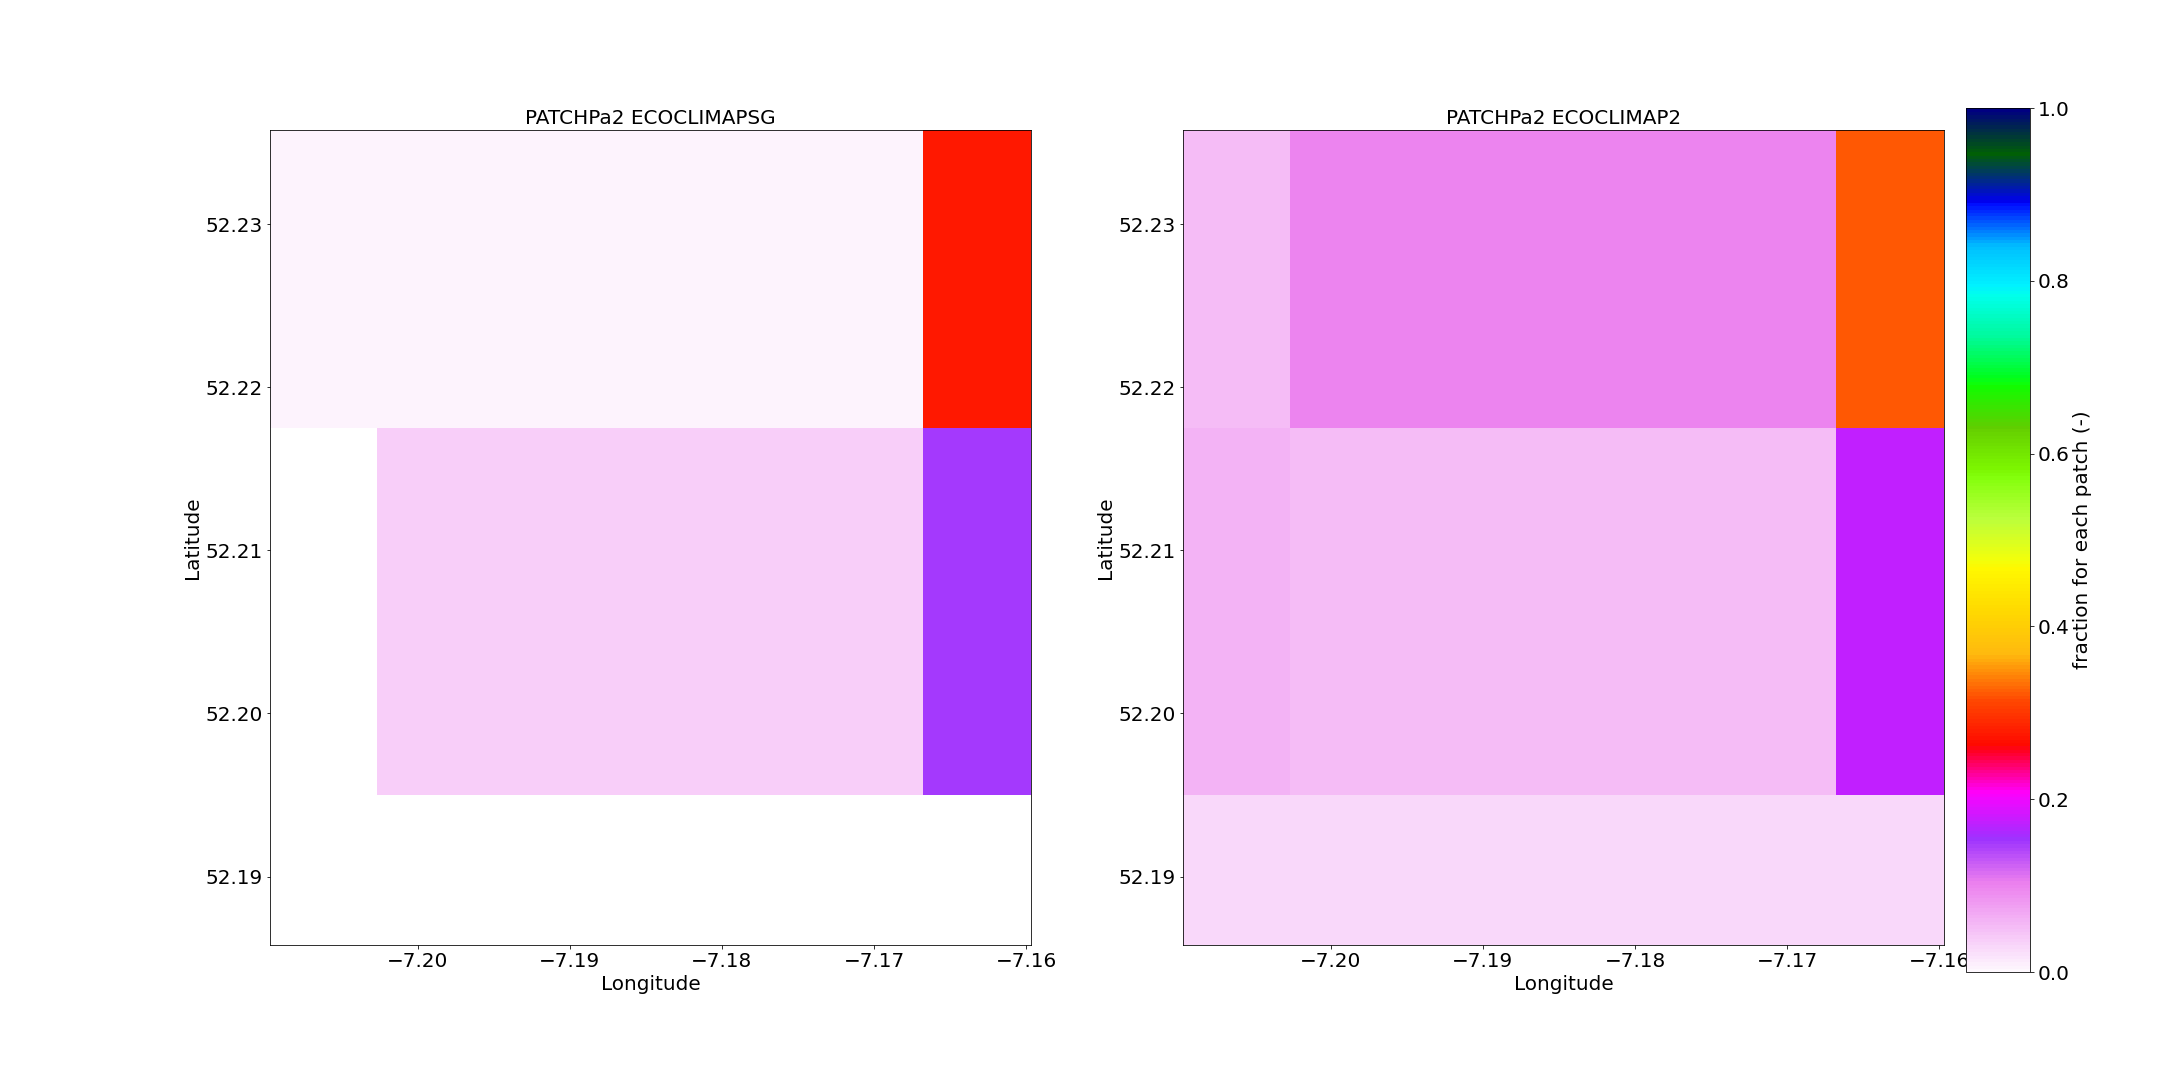 PATCHPa2 ECOCLIMAPSG
52.23
52.22
52.21
52.20
52.19
Latitude
−7.20 −7.19 −7.18 −7.17 −7.16
Longitude
PATCHPa2 ECOCLIMAP2
52.23
52.22
52.21
52.20
52.19
Latitude
−7.20 −7.19 −7.18 −7.17 −7.16
Longitude
1.0
0.8
0.6
0.4
0.2
0.0
fraction for each patch (-)